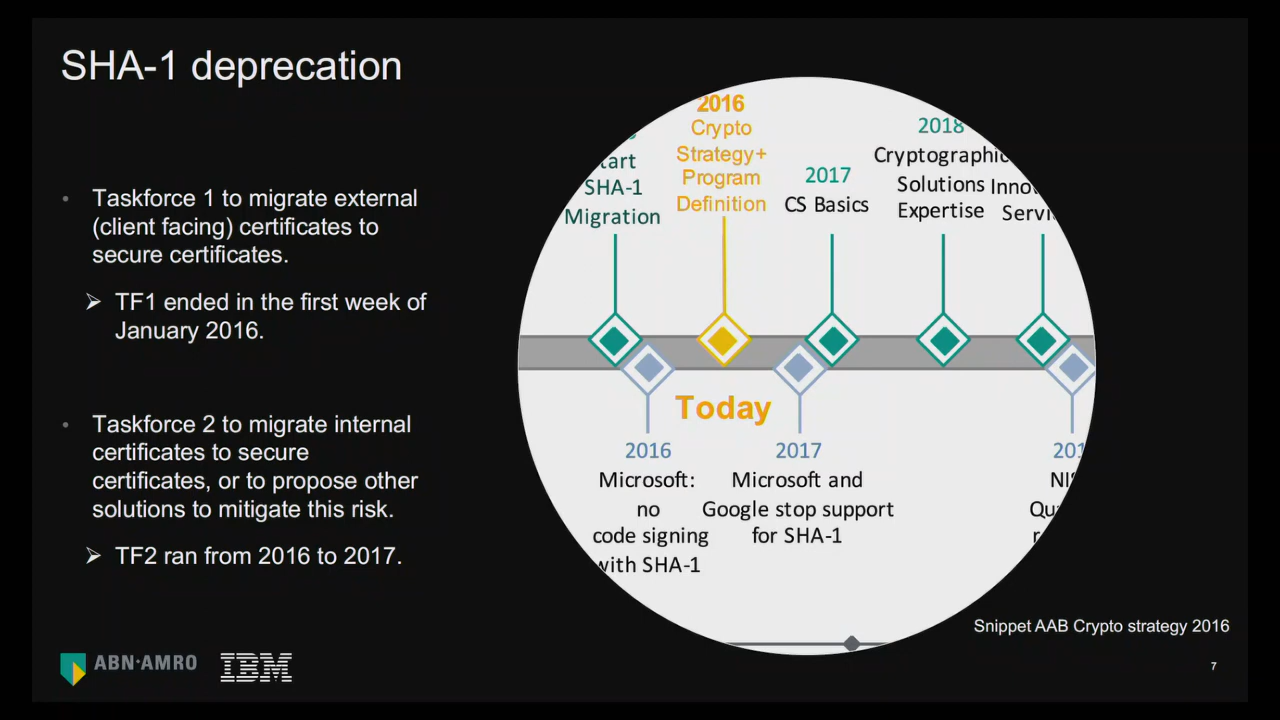 SHA-1 deprecation
• Taskforce 1 to migrate external
(client facing) certificates to
secure certificates.
➢ TF1 ended in the first week of
January 2016.
• Taskforce 2 to migrate internal
certificates to secure
certificates, or to propose other
solutions to mitigate this risk.
➢ TF2 ran from 2016 to 2017.
SHA-1
Migration
2016
Crypto
Strategy+
Program
Definition
2017
CS Basics
2018
Solutions
Expertise
Today
2016
Microsoft:
no
code signing
with SHA-1
2017
Microsoft and
Google stop support
for SHA-1
Snippet AAB Crypto strategy 2016
ABN·AMRO
IBM
7